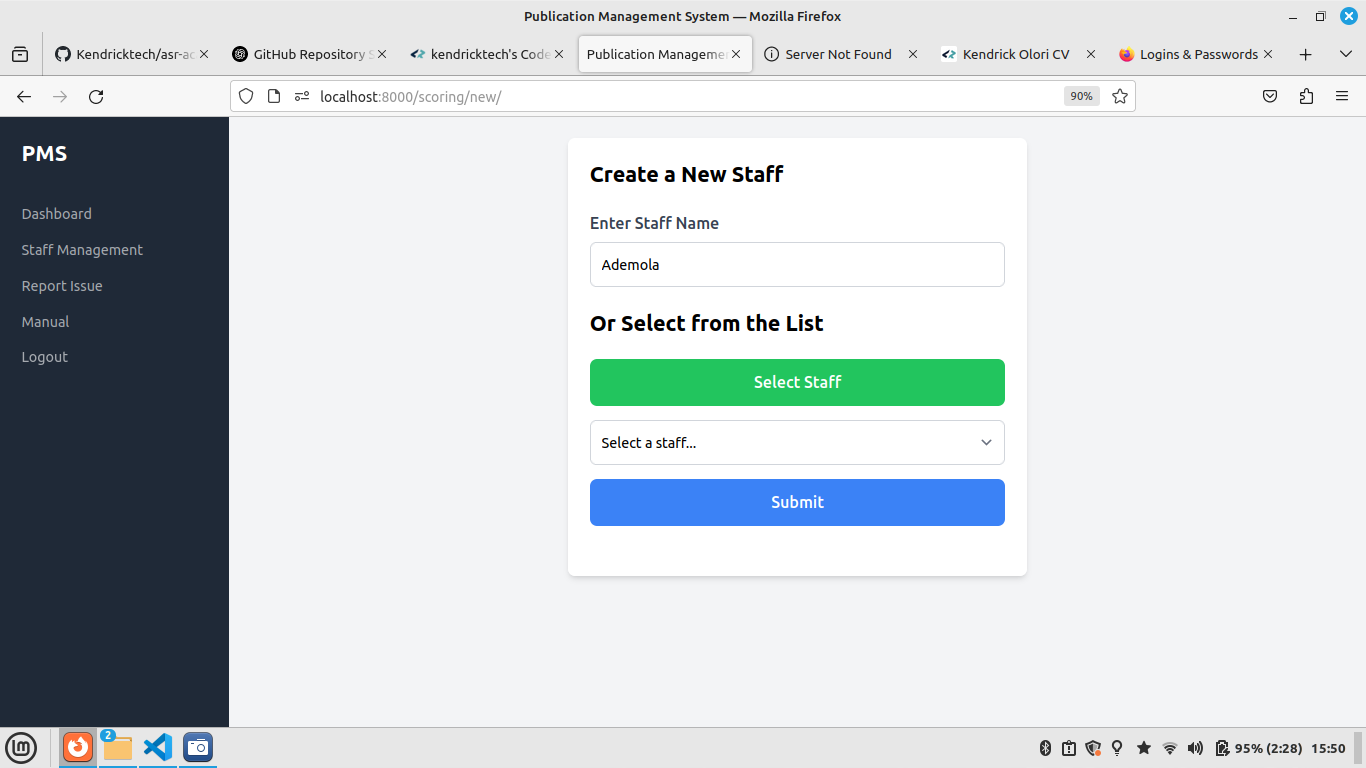 Publication Management System — Mozilla Firefox
Kendricktech/asr-ac
GitHub Repository S
kendricktech's Code
Publication Manageme
Server Not Found
Kendrick Olori CV
Logins & Passwords
localhost:8000/scoring/new/
90%
PMS
Dashboard
Staff Management
Report Issue
Manual
Logout
Create a New Staff
Enter Staff Name
Ademola
Or Select from the List
Select Staff
Select a staff...
Submit
lm
2
95% (2:28) 15:50